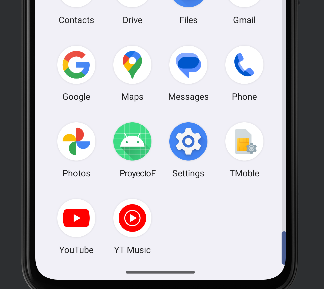 Contacts Drive Files Gmail
Google Maps Messages Phone
Photos ProyectoF Settings TMoble
YouTube YT Music